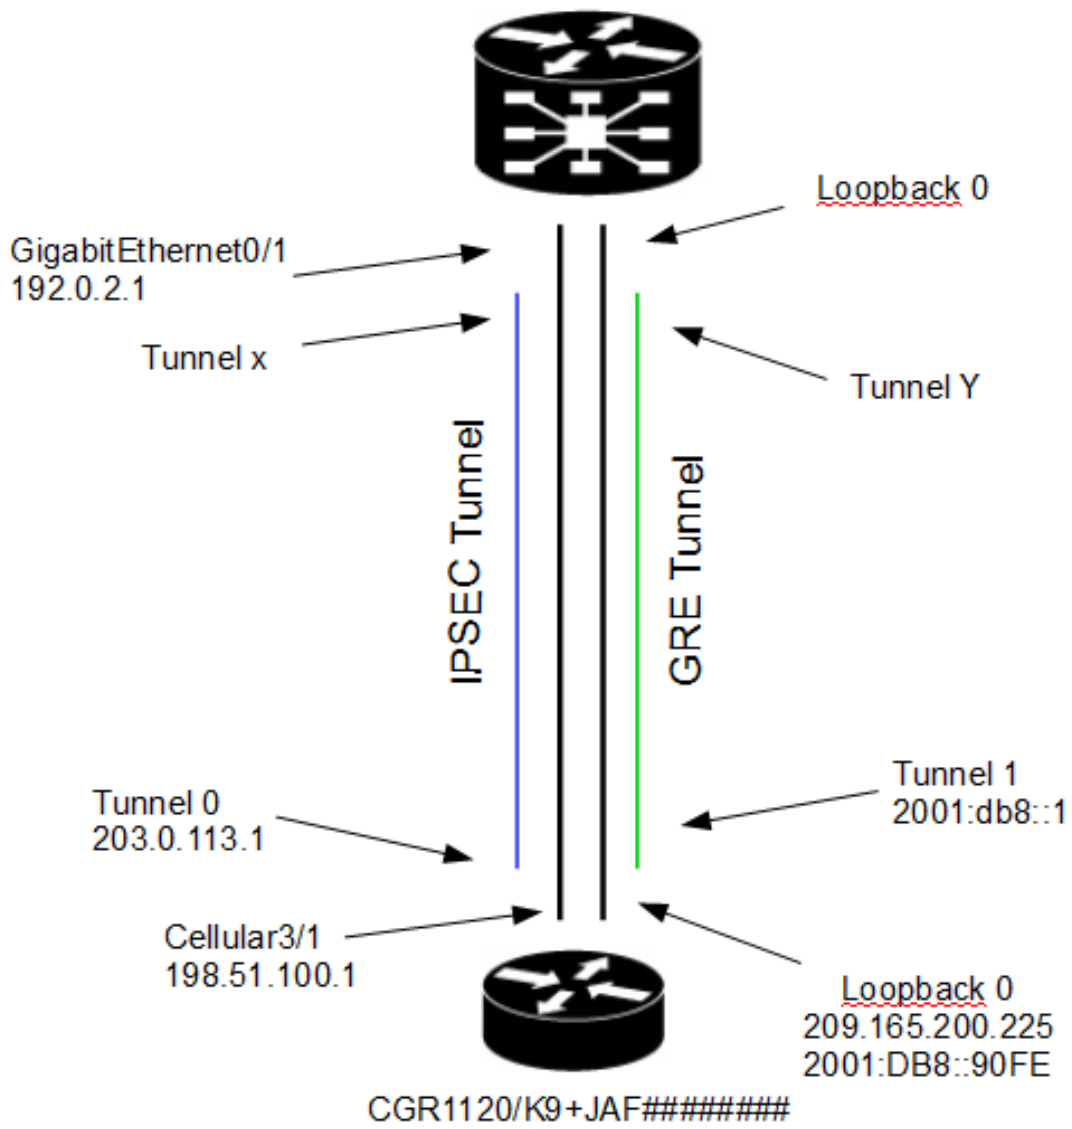 Loopback 0
GigabitEthernet0/1
192.0.2.1
Tunnel x
Tunnel Y
IPSEC Tunnel
GRE Tunnel
Tunnel 1
2001:db8::1
Tunnel 0
203.0.113.1
Cellular3/1
198.51.100.1
Loopback 0
209.165.200.225
2001:DB8::90FE
CGR1120/K9+JAF########